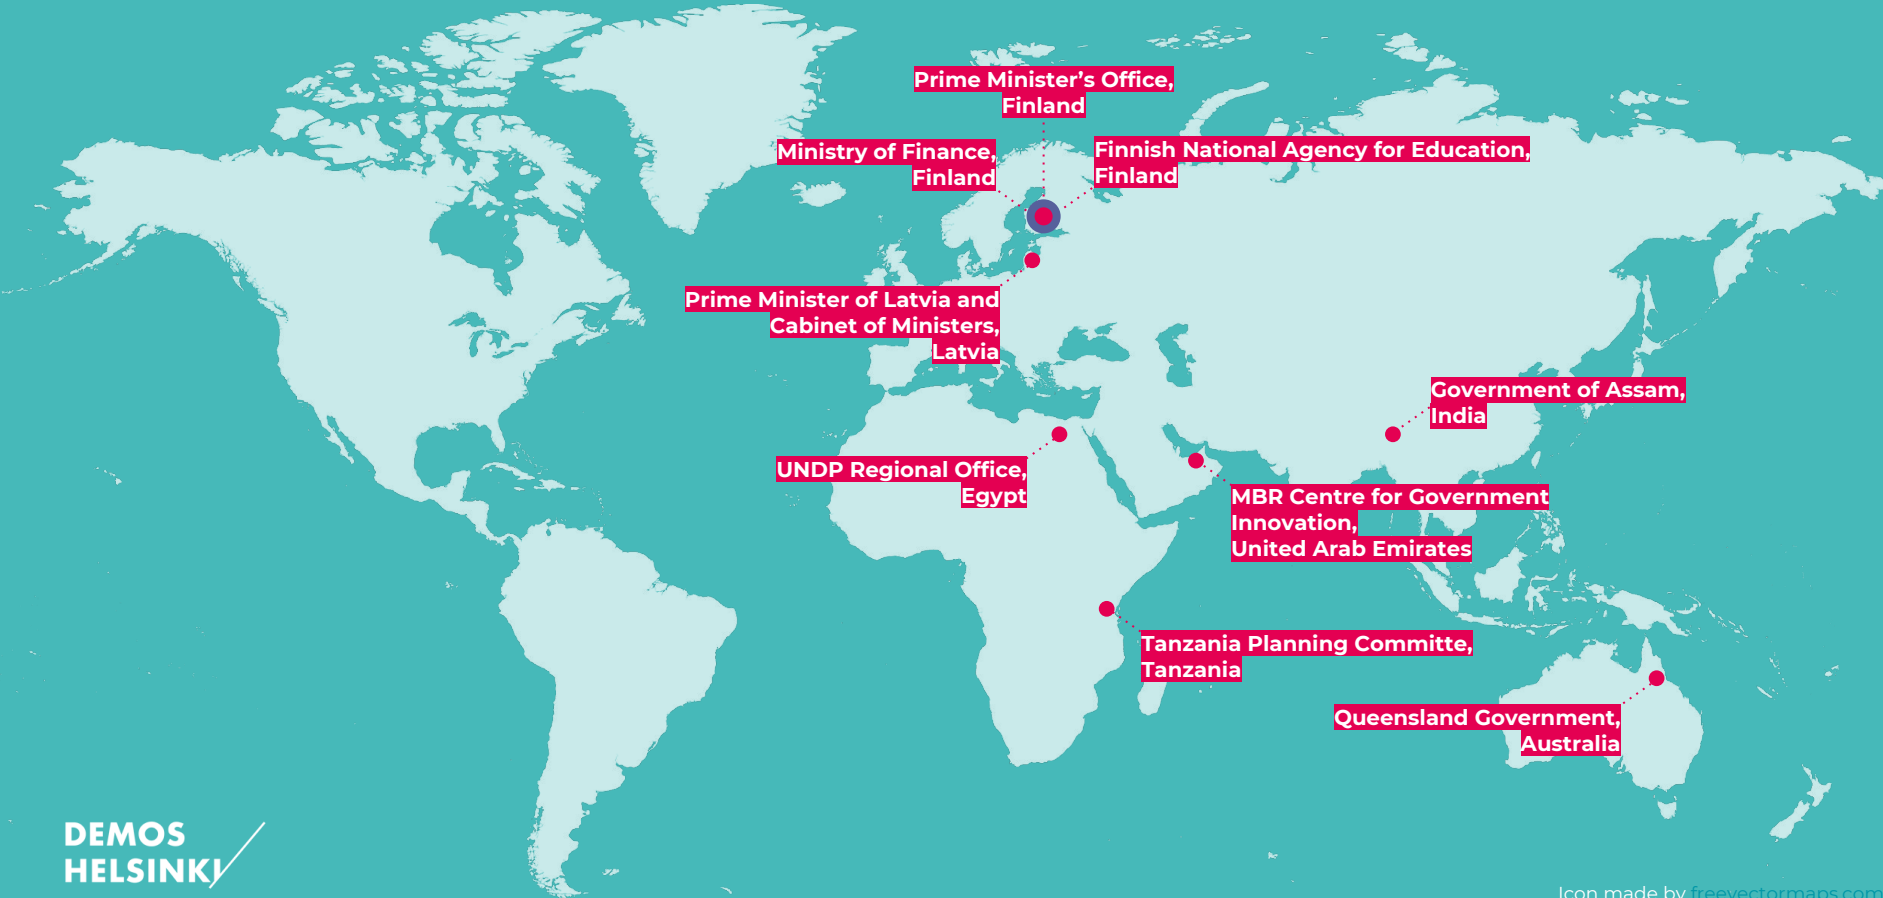 Prime Minister’s Office,
Finland
Ministry of Finance,
Finland
Finnish National Agency for Education,
Finland
Prime Minister of Latvia and
Cabinet of Ministers,
Latvia
Government of Assam,
India
UNDP Regional Office,
Egypt
MBR Centre for Government
Innovation,
United Arab Emirates
Tanzania Planning Committe,
Tanzania
Queensland Government,
Australia
DEMOS
HELSINKI
Icon made by freevectormaps.com